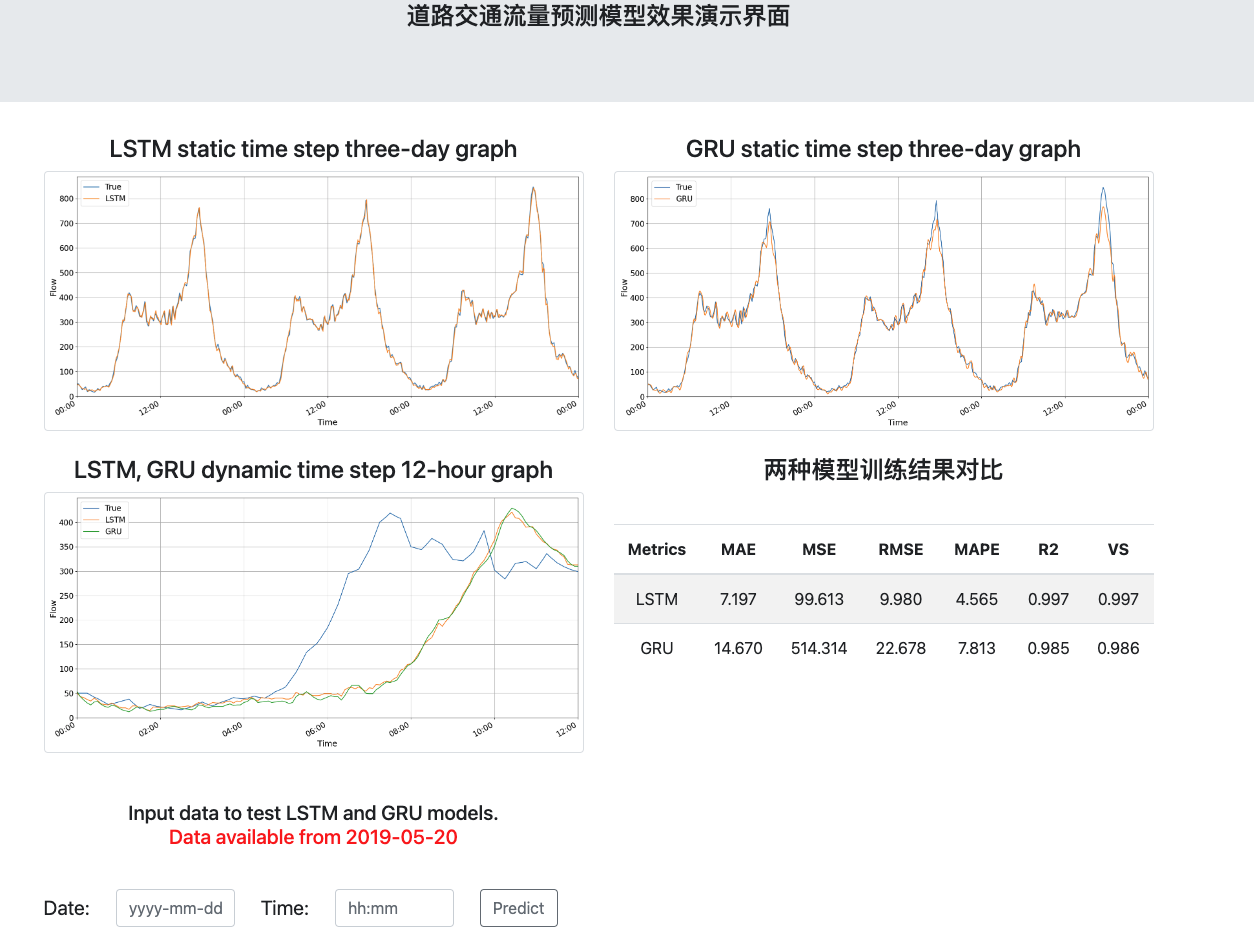 道路交通流量预测模型效果演示界面
LSTM static time step three-day graph
True
LSTM
800
700
600
500
400
300
200
100
0
Flow
00:00 12:00 00:00 12:00 00:00 12:00 00:00
Time
GRU static time step three-day graph
True
GRU
800
700
600
500
400
300
200
100
0
Flow
00:00 12:00 00:00 12:00 00:00 12:00 00:00
Time
LSTM, GRU dynamic time step 12-hour graph
True
LSTM
GRU
400
350
300
250
200
150
100
50
0
Flow
00:00 02:00 04:00 06:00 08:00 10:00 12:00
Time
两种模型训练结果对比
Metrics MAE MSE RMSE MAPE R2 VS
LSTM 7.197 99.613 9.980 4.565 0.997 0.997
GRU 14.670 514.314 22.678 7.813 0.985 0.986
Input data to test LSTM and GRU models.
Data available from 2019-05-20
Date: yyyy-mm-dd Time: hh:mm Predict